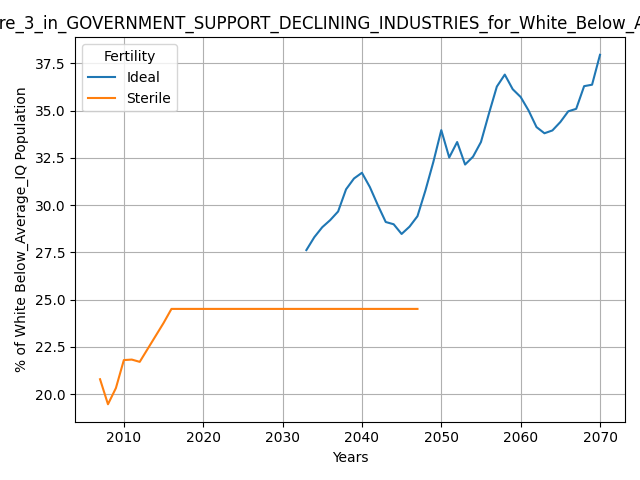 re_3_in_GOVERNMENT_SUPPORT_DECLINING_INDUSTRIES_for_White_Below_A
Fertility
Ideal
Sterile
% of White Below_Average_IQ Population
37.5
35.0
32.5
30.0
27.5
25.0
22.5
20.0
2010 2020 2030 2040 2050 2060 2070
Years